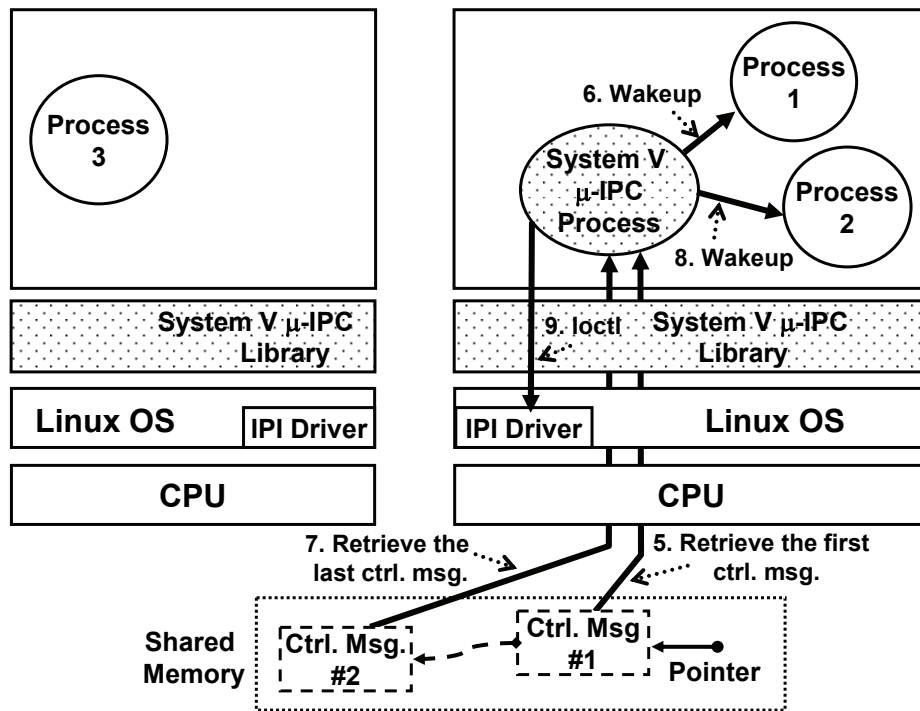 Process
3
6. Wakeup
Process
1
System V
μ-IPC
Process
Process
2
8. Wakeup
System V μ-IPC
Library
9. Ioctl
System V μ-IPC
Library
Linux OS
IPI Driver
IPI Driver
Linux OS
CPU
CPU
7. Retrieve the
last ctrl. msg.
5. Retrieve the first
ctrl. msg.
Shared
Memory
Ctrl. Msg.
#2
Ctrl. Msg
#1
Pointer